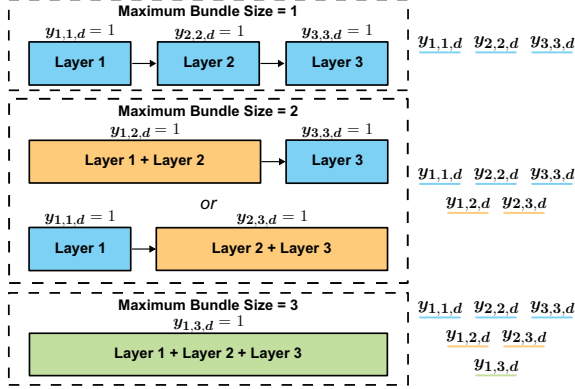 Maximum Bundle Size = 1
y1,1,d = 1 y2,2,d = 1 y3,3,d = 1
Layer 1 Layer 2 Layer 3
y1,1,d y2,2,d y3,3,d
Maximum Bundle Size = 2
y1,2,d = 1 y3,3,d = 1
Layer 1 + Layer 2 Layer 3
or
y1,1,d = 1 y2,3,d = 1
Layer 1 Layer 2 + Layer 3
y1,1,d y2,2,d y3,3,d
y1,2,d y2,3,d
Maximum Bundle Size = 3
y1,3,d = 1
Layer 1 + Layer 2 + Layer 3
y1,1,d y2,2,d y3,3,d
y1,2,d y2,3,d
y1,3,d